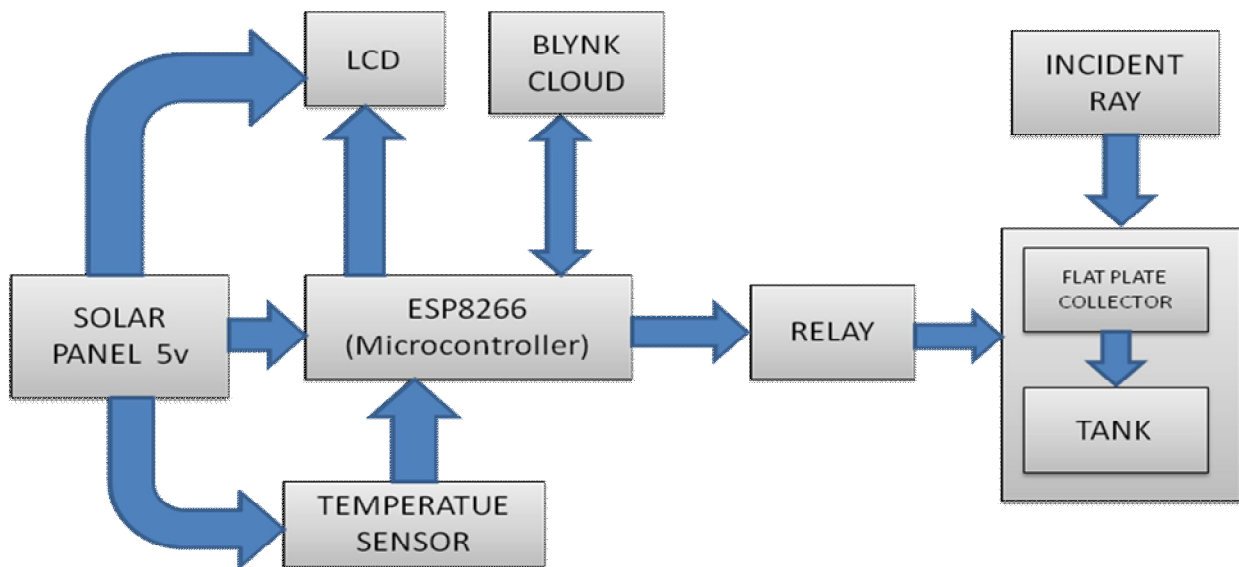 LCD
BLYNK
CLOUD
INCIDENT
RAY
SOLAR
PANEL 5v
ESP8266
(Microcontroller)
RELAY
FLAT PLATE
COLLECTOR
TANK
TEMPERATUE
SENSOR